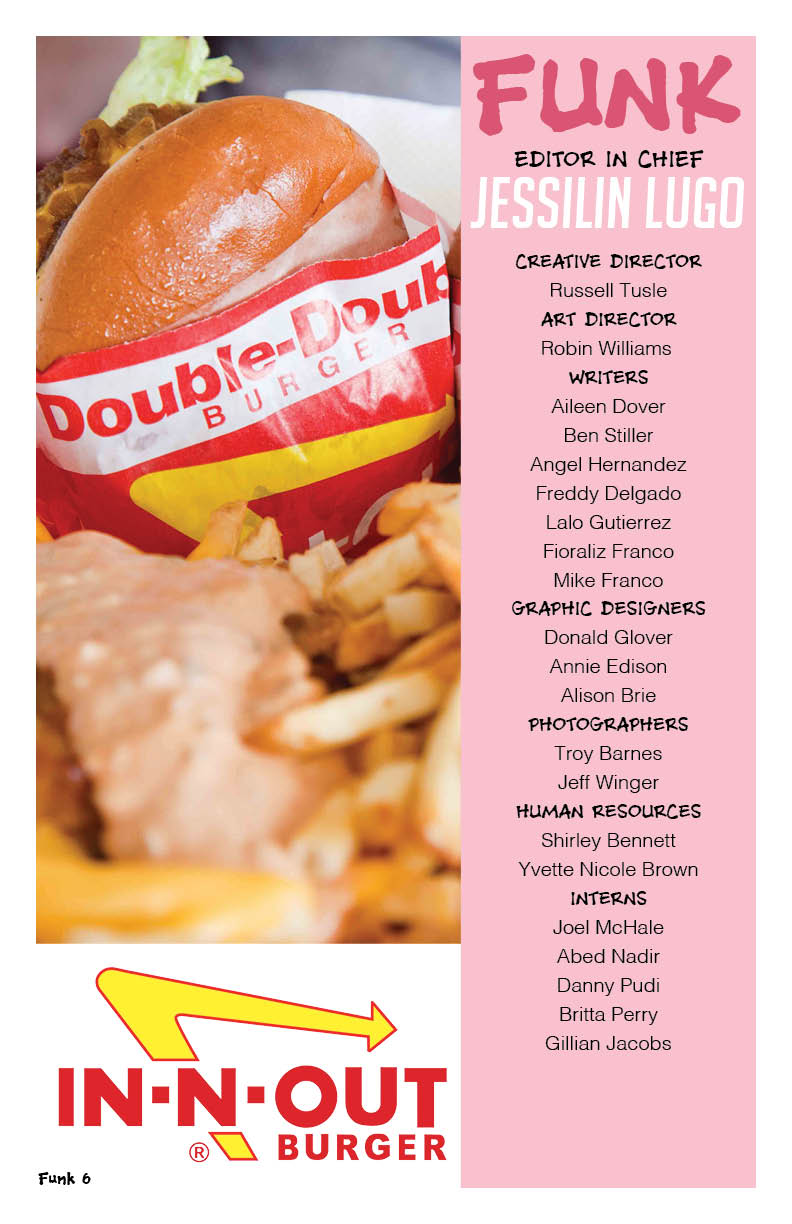 Double-Doub
BURGER
FUNK
EDITOR IN CHIEF
JESSILIN LUGO
CREATIVE DIRECTOR
Russell Tusle
ART DIRECTOR
Robin Williams
WRITERS
Aileen Dover
Ben Stiller
Angel Hernandez
Freddy Delgado
Lalo Gutierrez
Fioraliz Franco
Mike Franco
GRAPHIC DESIGNERS
Donald Glover
Annie Edison
Alison Brie
PHOTOGRAPHERS
Troy Barnes
Jeff Winger
HUMAN RESOURCES
Shirley Bennett
Yvette Nicole Brown
INTERNS
Joel McHale
Abed Nadir
Danny Pudi
Britta Perry
Gillian Jacobs
IN-N-OUT
® BURGER
Funk 6